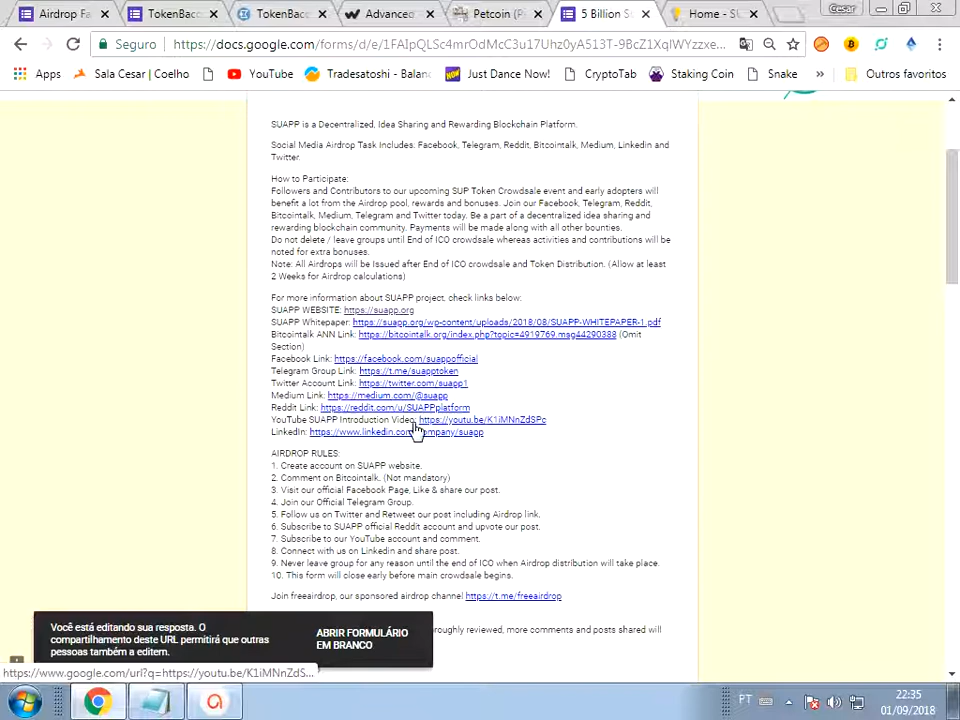 Airdrop Fa
TokenBacc
TokenBace
Advanced
Petcoin (P
5 Billion S
Home - SU
Cesar
Seguro
https://docs.google.com/forms/d/e/1FAIpQLSc4mrOdMcC3u17Uhz0yA513T-9BcZ1XqIWYzzxe...
Apps
Sala Cesar | Coelho
YouTube
Tradesatoshi - Balan
Just Dance Now!
CryptoTab
Staking Coin
Snake
»
Outros favoritos
SUAPP is a Decentralized, Idea Sharing and Rewarding Blockchain Platform.
Social Media Airdrop Task Includes: Facebook, Telegram, Reddit, Bitcointalk, Medium, Linkedin and
Twitter.
How to Participate:
Followers and Contributors to our upcoming SUP Token Crowdsale event and early adopters will
benefit a lot from the Airdrop pool, rewards and bonuses. Join our Facebook, Telegram, Reddit,
Bitcointalk, Medium, Telegram and Twitter today. Be a part of a decentralized idea sharing and
rewarding blockchain community. Payments will be made along with all other bounties.
Do not delete / leave groups until End of ICO crowdsale whereas activities and contributions will be
noted for extra bonuses.
Note: All Airdrops will be Issued after End of ICO crowdsale and Token Distribution. (Allow at least
2 Weeks for Airdrop calculations)
For more information about SUAPP project, check links below:
SUAPP WEBSITE: https://suapp.org
SUAPP Whitepaper: https://suapp.org/wp-content/uploads/2018/08/SUAPP-WHITEPAPER-1.pdf
Bitcointalk ANN Link: https://bitcointalk.org/index.php?topic=4919769.msg44290388 (Omit
Section)
Facebook Link: https://facebook.com/suappofficial
Telegram Group Link: https://t.me/suapptoken
Twitter Account Link: https://twitter.com/suapp1
Medium Link: https://medium.com/@suapp
Reddit Link: https://reddit.com/u/SUAPPplatform
YouTube SUAPP Introduction Video: https://youtu.be/K1iMNnZdSPc
LinkedIn: https://www.linkedin.com/company/suapp
AIRDROP RULES:
1. Create account on SUAPP website.
2. Comment on Bitcointalk. (Not mandatory)
3. Visit our official Facebook Page, Like & share our post.
4. Join our Official Telegram Group.
5. Follow us on Twitter and Retweet our post including Airdrop link.
6. Subscribe to SUAPP official Reddit account and upvote our post.
7. Subscribe to our YouTube account and comment.
8. Connect with us on Linkedin and share post.
9. Never leave group for any reason until the end of ICO when Airdrop distribution will take place.
10. This form will close early before main crowdsale begins.
Join freeairdrop, our sponsored airdrop channel https://t.me/freeairdrop
roughly reviewed, more comments and posts shared will
Você está editando sua resposta. O
compartilhamento deste URL permitirá que outras
pessoas também a editem.
ABRIR FORMULÁRIO
EM BRANCO
https://www.google.com/url?q=https://youtu.be/K1iMNnZdS...
PT
22:35
01/09/2018